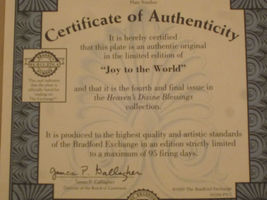 Plate Number
Certificate of Authenticity
It is hereby certified
that this plate is an authentic original
in the limited edition of
"Joy to the World"
and that it is the fourth and final issue in
the Heaven's Divine Blessings
collection.
It is produced to the highest quality and artistic standards
of the Bradford Exchange in an edition strictly limited
to a maximum of 95 firing days.
James P. Gallagher
James P. Gallagher
The Bradford Exchange